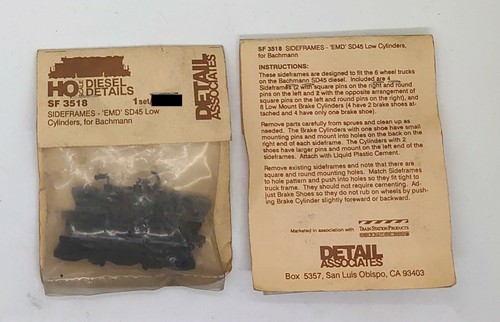 HO SCALE DIESEL DETAILS
SF 3518
1 set/
SIDEFRAMES - 'EMD' SD45 Low
Cylinders, for Bachmann
DETAIL
ASSOCIATES
SF 3518 SIDEFRAMES - 'EMD' SD45 Low Cylinders,
for Bachmann
INSTRUCTIONS:
These sideframes are designed to fit the 6 wheel trucks
on the Bachmann SD45 diesel. Included are 4
Sideframes (2 with square pins on the right and round
pins on the left and 2 with the opposite arrangement of
square pins on the left and round pins on the right), and
8 Low Mount Brake Cylinders (4 have 2 brake shoes at-
tached and 4 have only one brake shoe).
Remove parts carefully from sprues and clean up as
needed. The Brake Cylinders with one shoe have small
mounting pins and mount into holes on the back on the
right end of each sideframe. The Cylinders with 2
shoes have larger pins and mount on the left end of the
sideframes. Attach with Liquid Plastic Cement.
Remove existing sideframes and note that there are
square and round mounting holes. Match Sideframes
to hole pattern and push into holes so they fit tight to
truck frame. They should not require cementing. Ad-
just Brake Shoes so they do not rub on wheels by push-
ing Brake Cylinder slightly forward or backward.
Marketed in association with
TRAIN STATION PRODUCTS
DETAIL
ASSOCIATES
Box 5357, San Luis Obispo, CA 93403